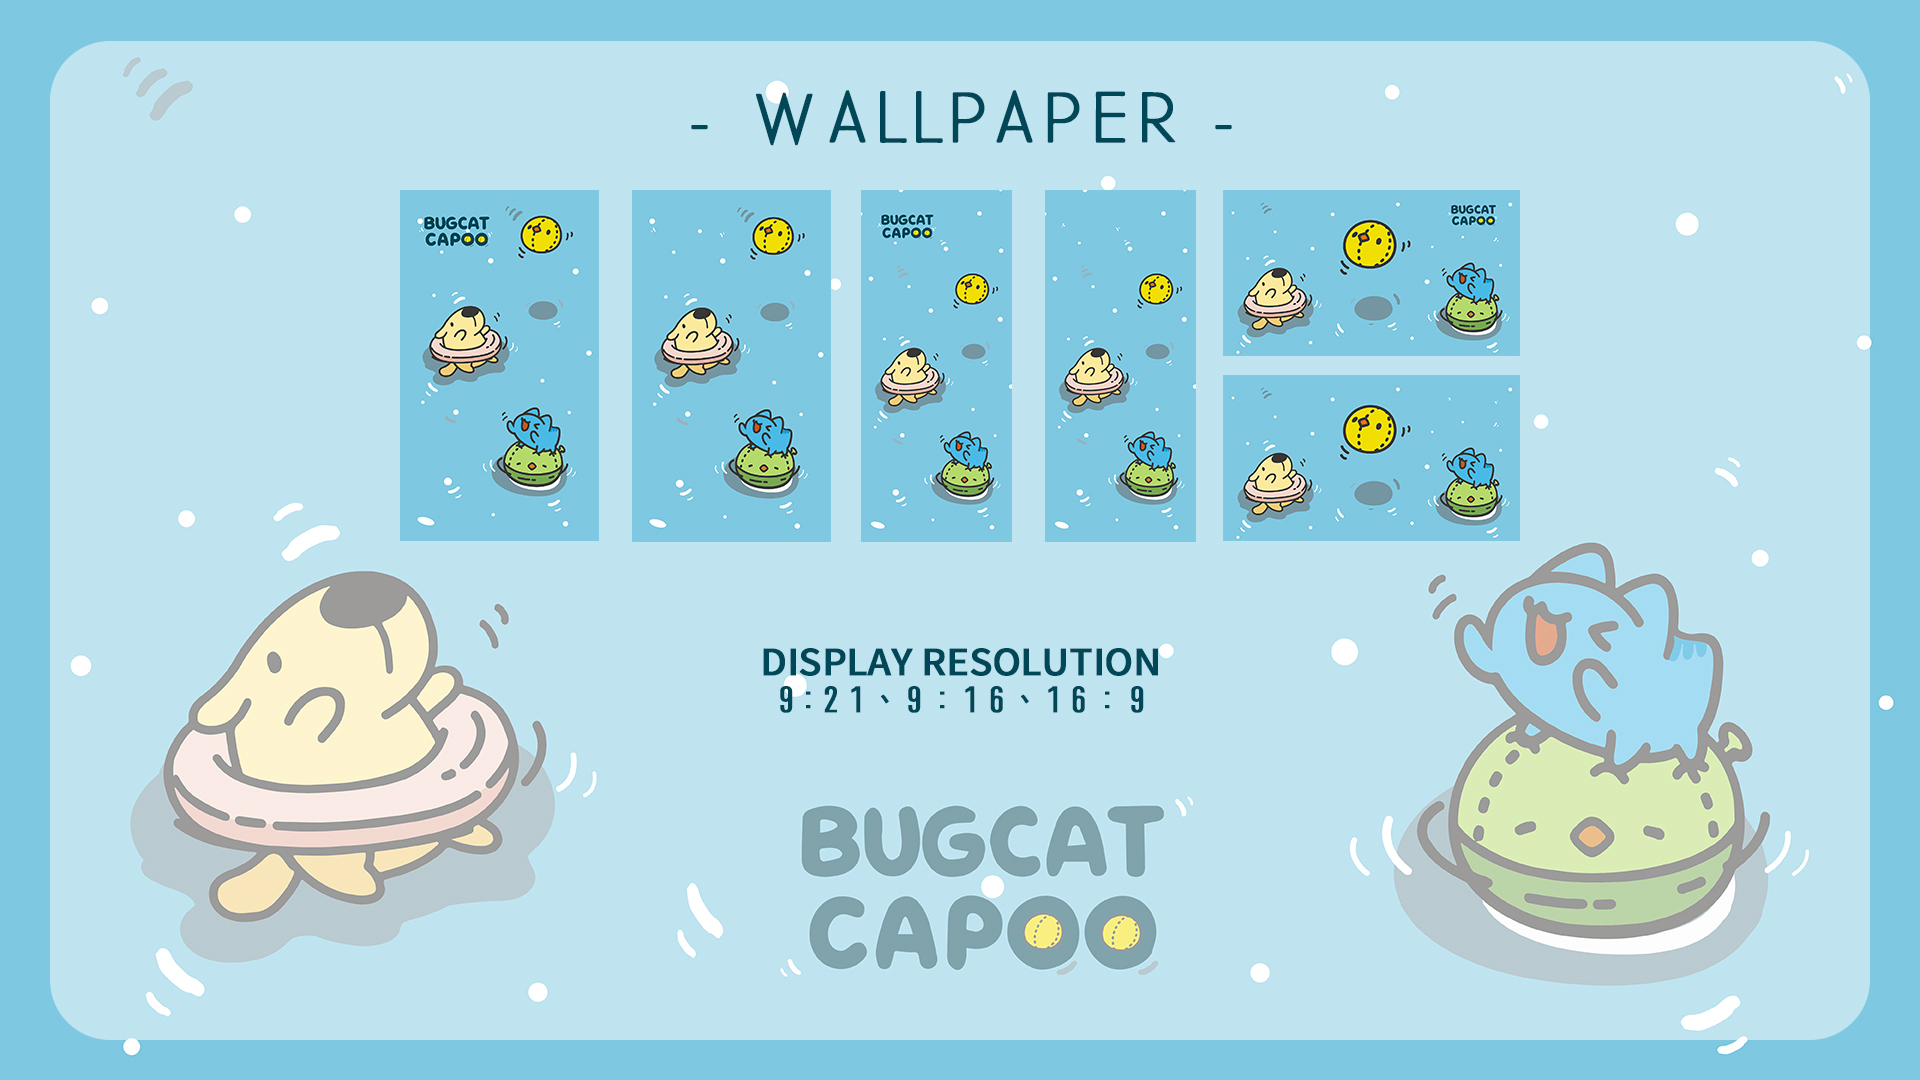 - WALLPAPER -
BUGCAT
CAPOO
BUGCAT
CAPOO
BUGCAT
CAPOO
DISPLAY RESOLUTION
9:21、9:16、16:9
BUGCAT
CAPOO